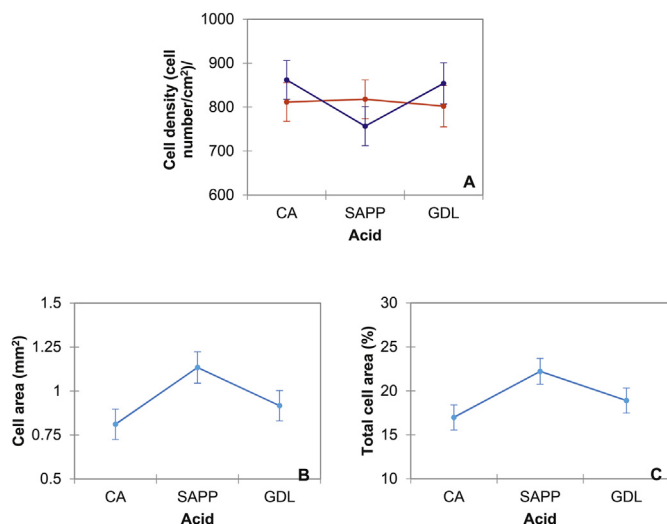 1000
900
800
700
600
Cell density (cell
number/cm²)/
A
CA
SAPP
GDL
Acid
1.5
1.25
1
0.75
0.5
Cell area (mm²)
B
CA
SAPP
GDL
Acid
30
25
20
15
10
Total cell area (%)
C
CA
SAPP
GDL
Acid